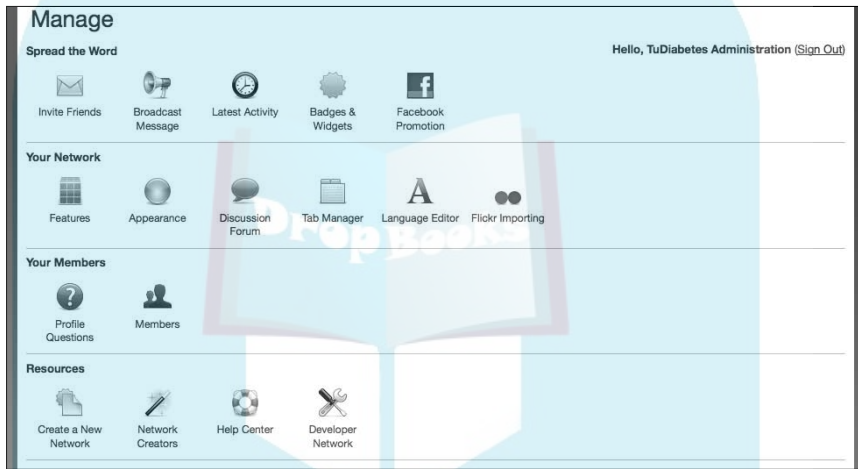 Manage
Spread the Word
Hello, TuDiabetes Administration (Sign Out)
Invite Friends
Broadcast
Message
Latest Activity
Badges &
Widgets
Facebook
Promotion
Your Network
Features
Appearance
Discussion
Forum
Tab Manager
Language Editor
Flickr Importing
Drop Books
Your Members
Profile
Questions
Members
Resources
Create a New
Network
Network
Creators
Help Center
Developer
Network